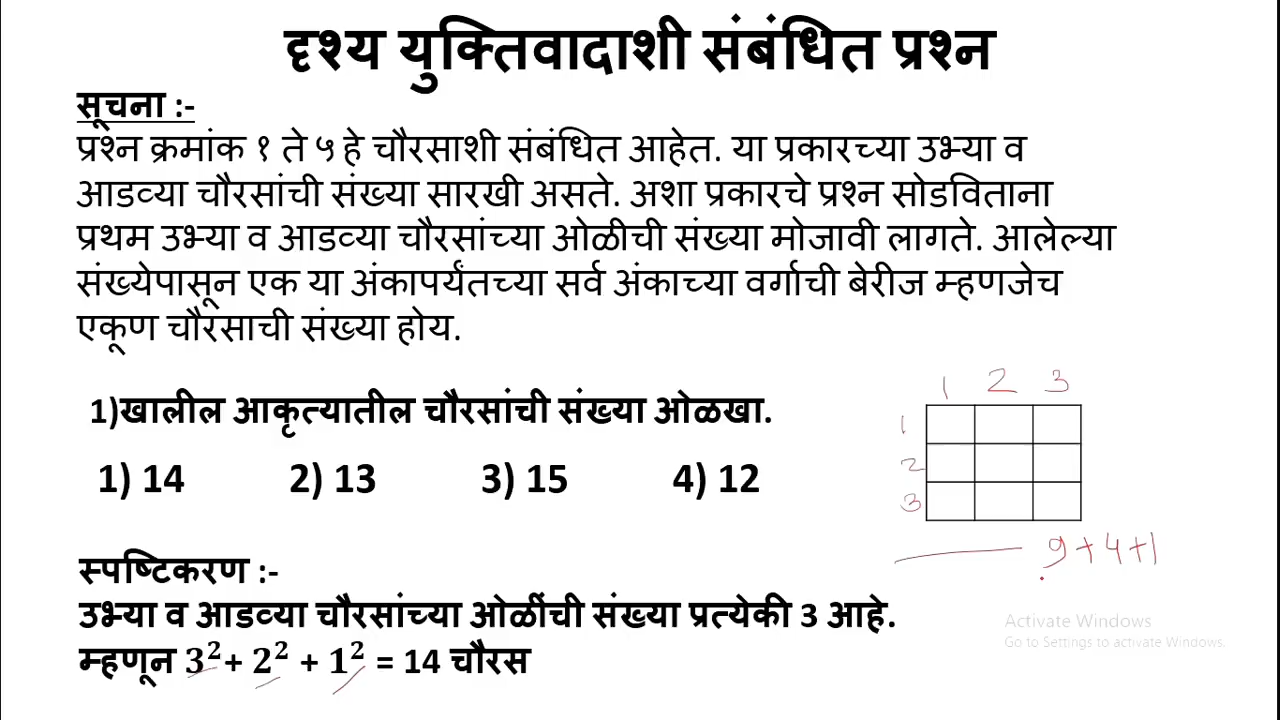 दृश्य युक्तिवादाशी संबंधित प्रश्न
सूचना :-
प्रश्न क्रमांक १ ते ५ हे चौरसाशी संबंधित आहेत. या प्रकारच्या उभ्या व
आडव्या चौरसांची संख्या सारखी असते. अशा प्रकारचे प्रश्न सोडविताना
प्रथम उभ्या व आडव्या चौरसांच्या ओळीची संख्या मोजावी लागते. आलेल्या
संख्येपासून एक या अंकापर्यंतच्या सर्व अंकाच्या वर्गाची बेरीज म्हणजेच
एकूण चौरसाची संख्या होय.
1)खालील आकृत्यातील चौरसांची संख्या ओळखा.
1) 14 2) 13 3) 15 4) 12
1 2 3
1
2
3
9+4+1
स्पष्टिकरण :-
उभ्या व आडव्या चौरसांच्या ओळींची संख्या प्रत्येकी 3 आहे.
म्हणून 3² + 2² + 1² = 14 चौरस
Activate Windows
Go to Settings to activate Windows.